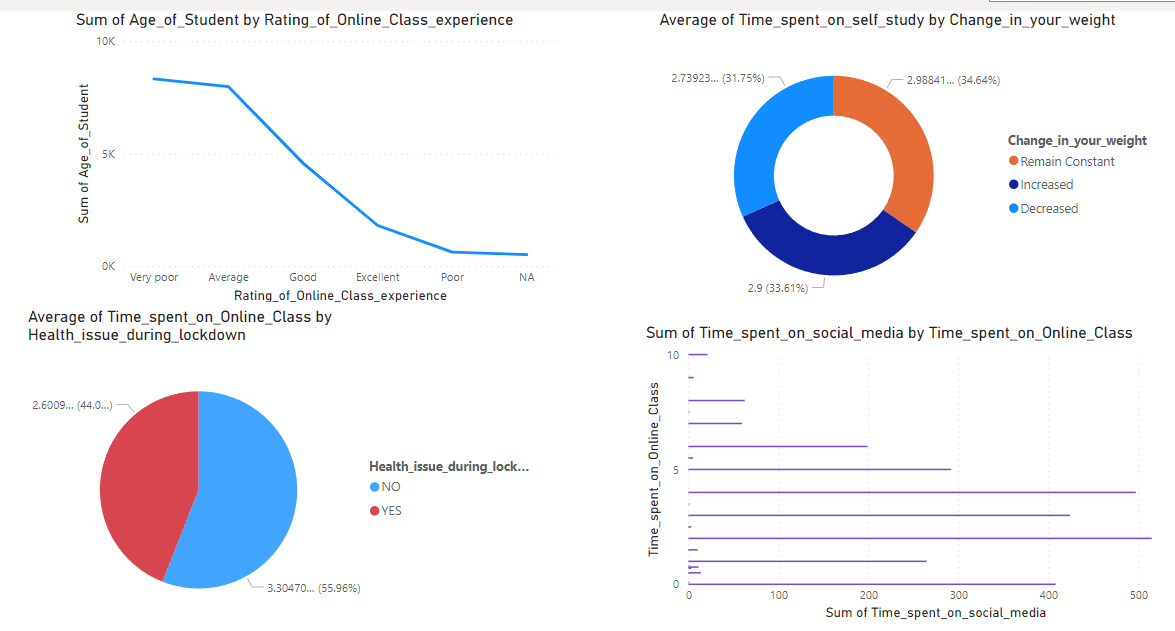 Sum of Age_of_Student by Rating_of_Online_Class_experience
10K
5K
0K
Sum of Age_of_Student
Very poor
Average
Good
Excellent
Poor
NA
Rating_of_Online_Class_experience
Average of Time_spent_on_self_study by Change_in_your_weight
2.73923... (31.75%)
2.98841... (34.64%)
2.9 (33.61%)
Change_in_your_weight
Remain Constant
Increased
Decreased
Average of Time_spent_on_Online_Class by
Health_issue_during_lockdown
2.6009... (44.0...)
3.30470... (55.96%)
Health_issue_during_lock...
NO
YES
Sum of Time_spent_on_social_media by Time_spent_on_Online_Class
10
5
0
Time_spent_on_Online_Class
0
100
200
300
400
500
Sum of Time_spent_on_social_media